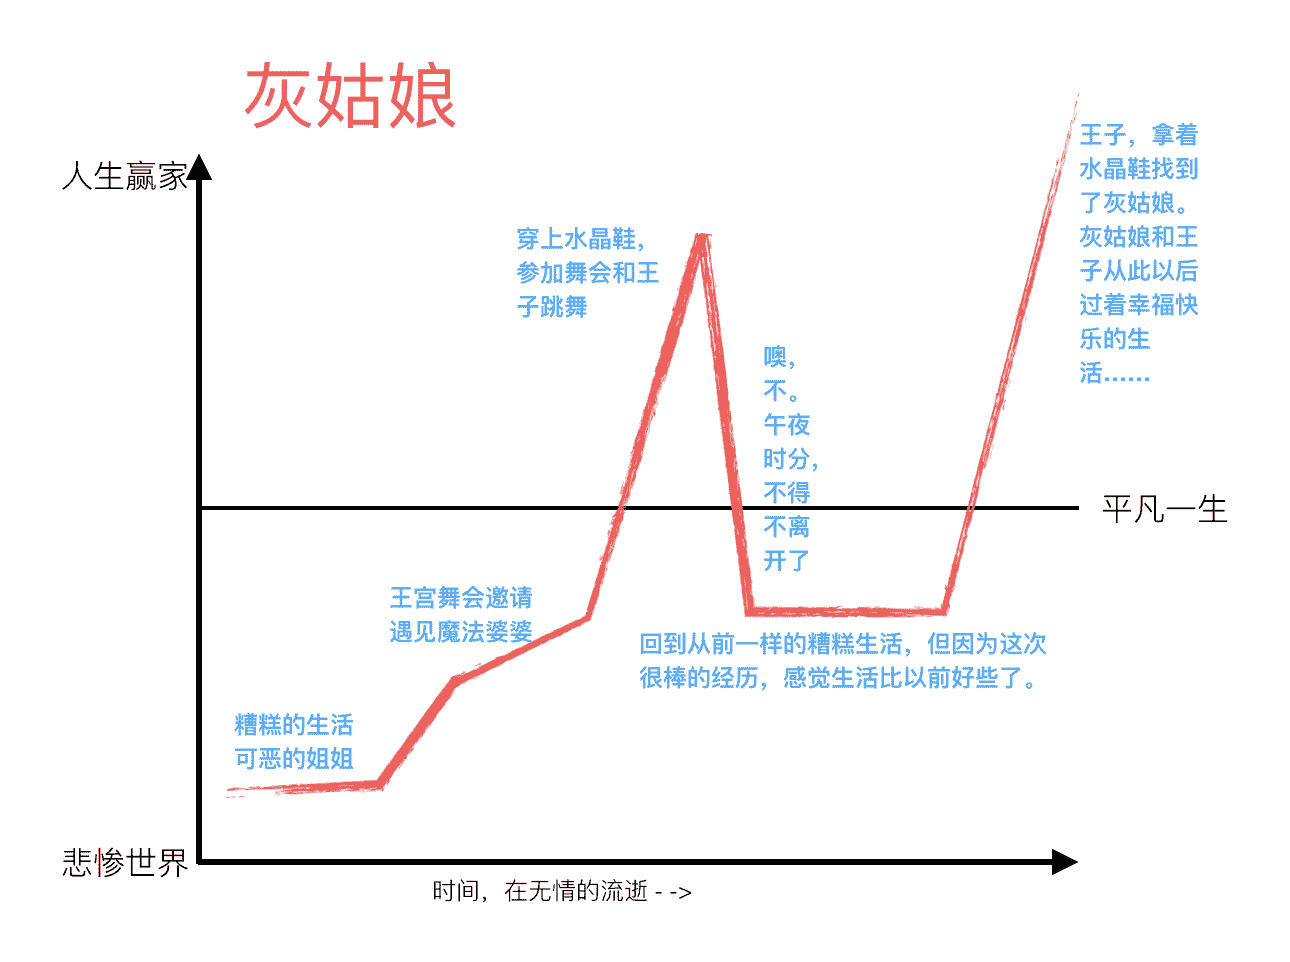 灰姑娘
人生赢家
王子，拿着
水晶鞋找到
了灰姑娘。
灰姑娘和王
子从此以后
过着幸福快
乐的生
活……
穿上水晶鞋，
参加舞会和王
子跳舞
噢，
不。
午夜
时分，
不得
不离
开了
平凡一生
王宫舞会邀请
遇见魔法婆婆
回到从前一样的糟糕生活，但因为这次
很棒的经历，感觉生活比以前好些了。
糟糕的生活
可恶的姐姐
悲惨世界
时间，在无情的流逝 - ->